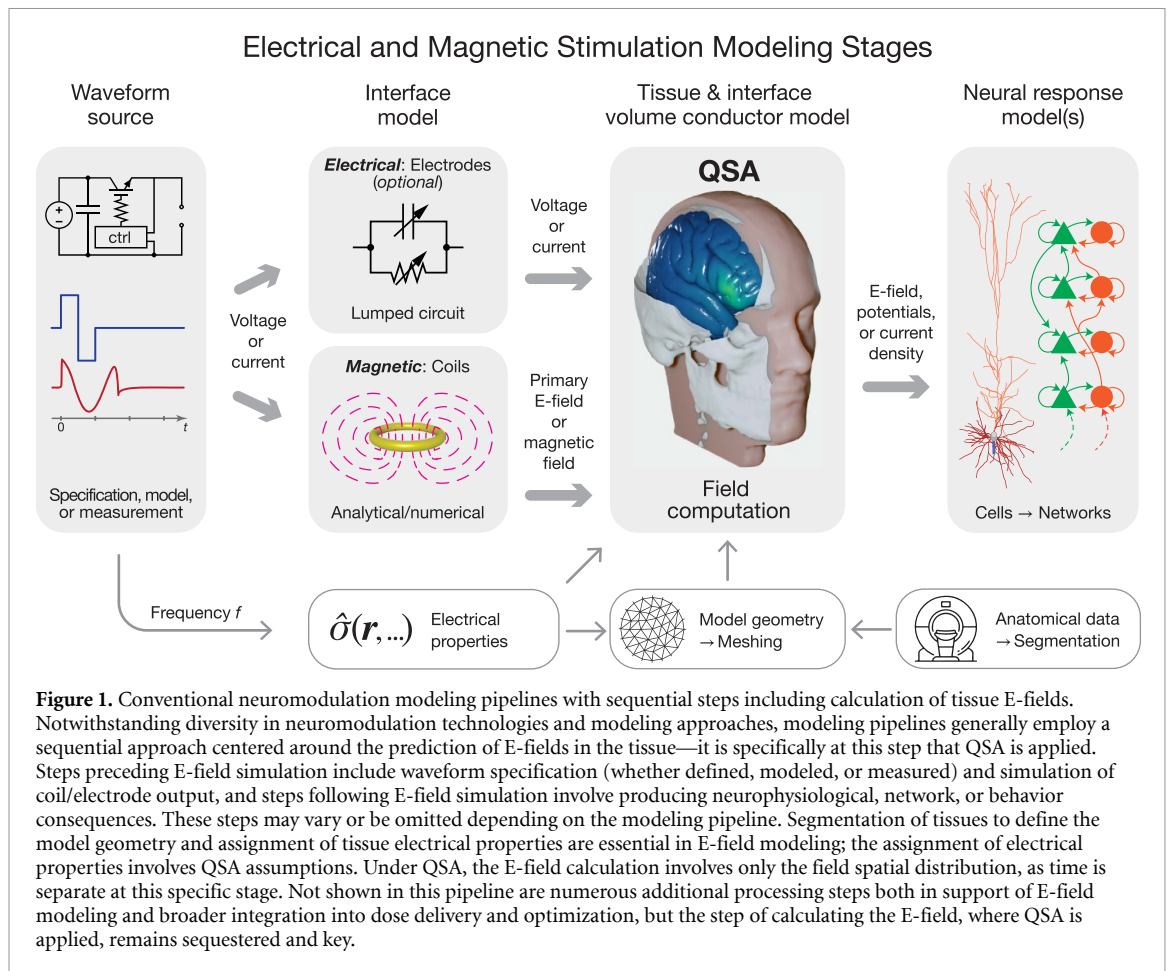 Electrical and Magnetic Stimulation Modeling Stages
Waveform
source
Interface
model
Tissue & interface
volume conductor model
Neural response
model(s)
ctrl
0
t
Specification, model,
or measurement
Voltage
or
current
Electrical: Electrodes
(optional)
Lumped circuit
Magnetic: Coils
Analytical/numerical
Voltage
or
current
Primary
E-field
or
magnetic
field
QSA
Field
computation
E-field,
potentials,
or current
density
Cells → Networks
Frequency f
σ̂(r,...)
Electrical
properties
Model geometry
→ Meshing
Anatomical data
→ Segmentation
Figure 1. Conventional neuromodulation modeling pipelines with sequential steps including calculation of tissue E-fields.
Notwithstanding diversity in neuromodulation technologies and modeling approaches, modeling pipelines generally employ a
sequential approach centered around the prediction of E-fields in the tissue—it is specifically at this step that QSA is applied.
Steps preceding E-field simulation include waveform specification (whether defined, modeled, or measured) and simulation of
coil/electrode output, and steps following E-field simulation involve producing neurophysiological, network, or behavior
consequences. These steps may vary or be omitted depending on the modeling pipeline. Segmentation of tissues to define the
model geometry and assignment of tissue electrical properties are essential in E-field modeling; the assignment of electrical
properties involves QSA assumptions. Under QSA, the E-field calculation involves only the field spatial distribution, as time is
separate at this specific stage. Not shown in this pipeline are numerous additional processing steps both in support of E-field
modeling and broader integration into dose delivery and optimization, but the step of calculating the E-field, where QSA is
applied, remains sequestered and key.